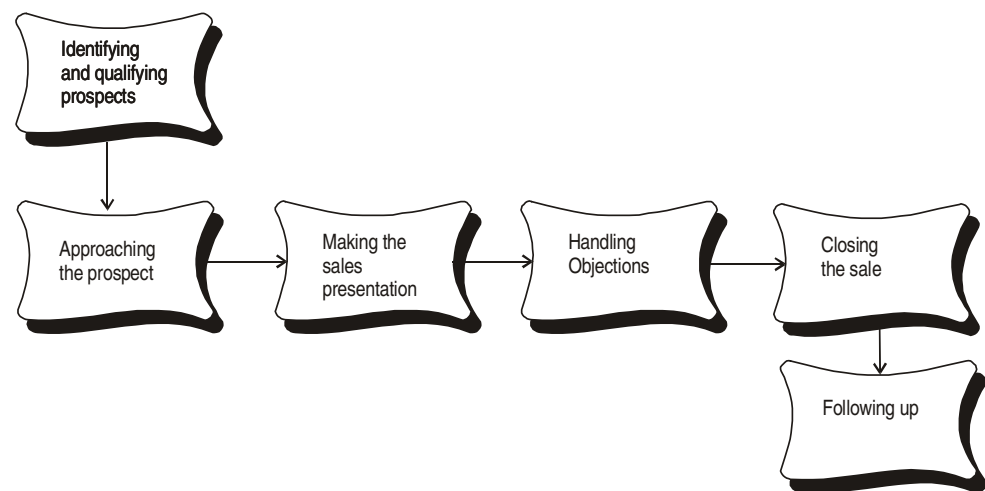 Identifying
and qualifying
prospects
Approaching
the prospect
Making the
sales
presentation
Handling
Objections
Closing
the sale
Following up